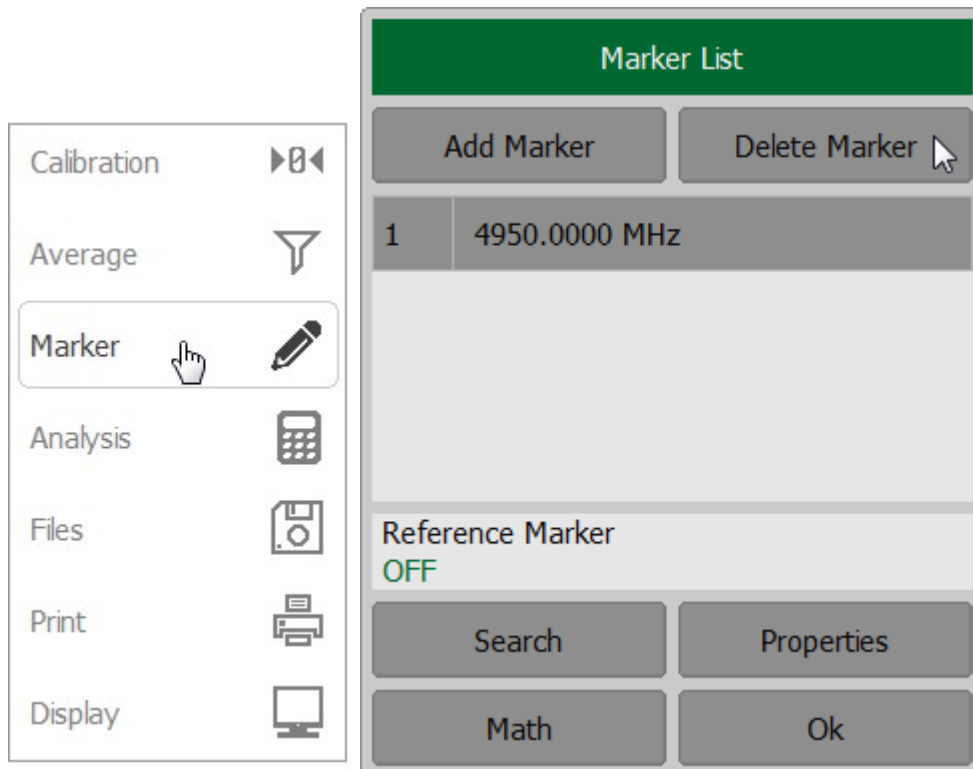 Calibration
Average
Marker
Analysis
Files
Print
Display
Marker List
Add Marker
Delete Marker
1 4950.0000 MHz
Reference Marker
OFF
Search
Properties
Math
Ok